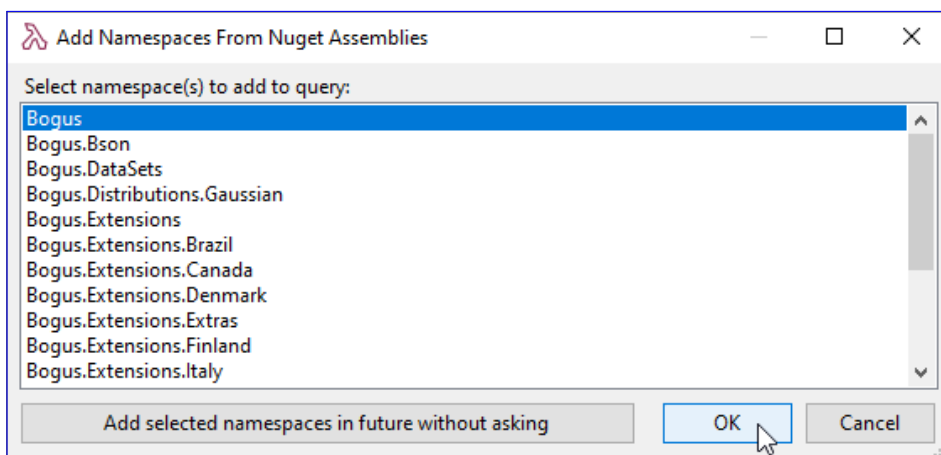 Add Namespaces From Nuget Assemblies
Select namespace(s) to add to query:
Bogus
Bogus.Bson
Bogus.DataSets
Bogus.Distributions.Gaussian
Bogus.Extensions
Bogus.Extensions.Brazil
Bogus.Extensions.Canada
Bogus.Extensions.Denmark
Bogus.Extensions.Extras
Bogus.Extensions.Finland
Bogus.Extensions.Italy
Add selected namespaces in future without asking OK Cancel